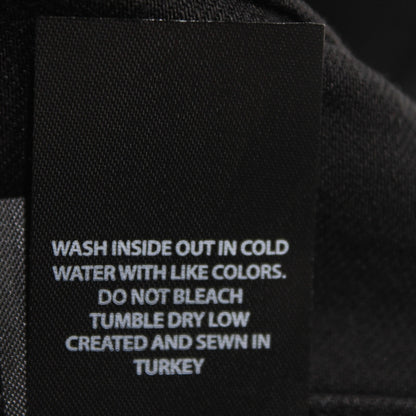 WASH INSIDE OUT IN COLD
WATER WITH LIKE COLORS.
DO NOT BLEACH
TUMBLE DRY LOW
CREATED AND SEWN IN
TURKEY